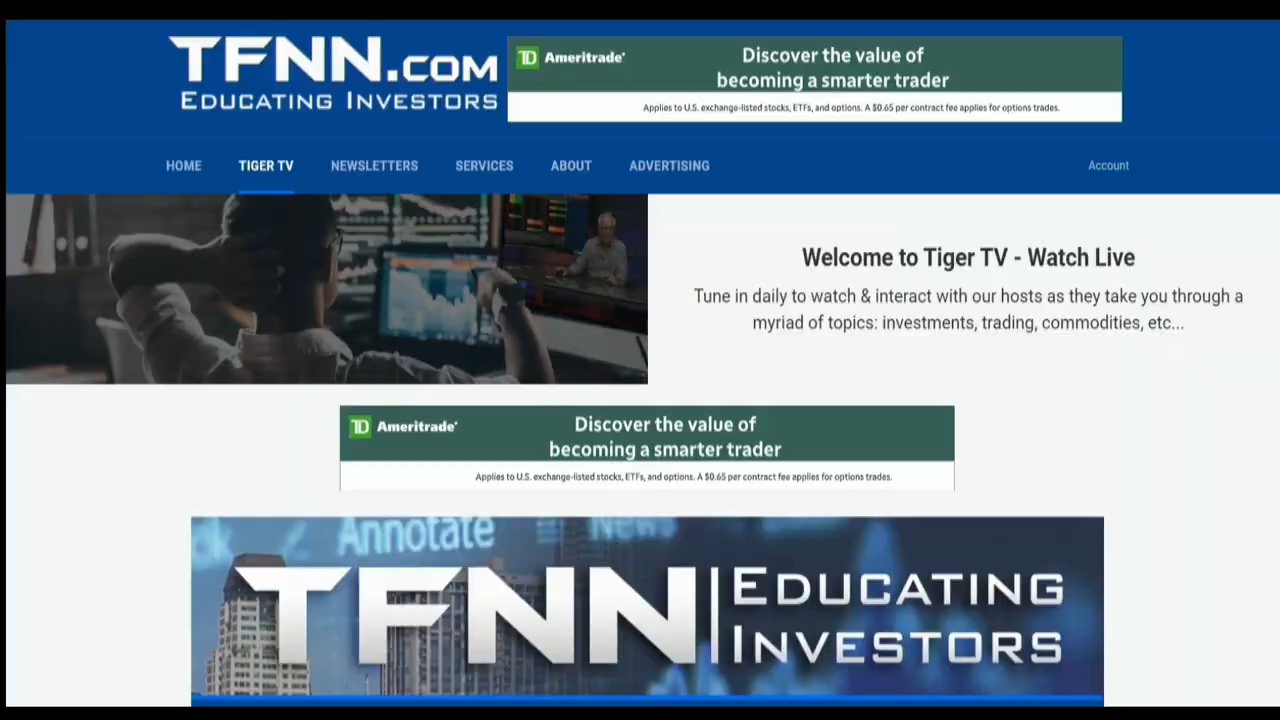 TFNN.COM
EDUCATING INVESTORS
TD Ameritrade®
Discover the value of
becoming a smarter trader
Applies to U.S. exchange-listed stocks, ETFs, and options. A $0.65 per contract fee applies for options trades.
HOME TIGER TV NEWSLETTERS SERVICES ABOUT ADVERTISING Account
Welcome to Tiger TV - Watch Live
Tune in daily to watch & interact with our hosts as they take you through a
myriad of topics: investments, trading, commodities, etc...
TD Ameritrade®
Discover the value of
becoming a smarter trader
Applies to U.S. exchange-listed stocks, ETFs, and options. A $0.65 per contract fee applies for options trades.
Annotate News
TFNN EDUCATING
INVESTORS